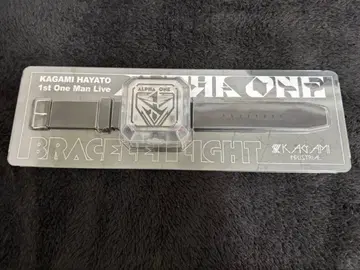 KAGAMI HAYATO
1st One Man Live
ALPHA ONE
ALPHA ONE
BRACELET LIGHT
KAGAMI